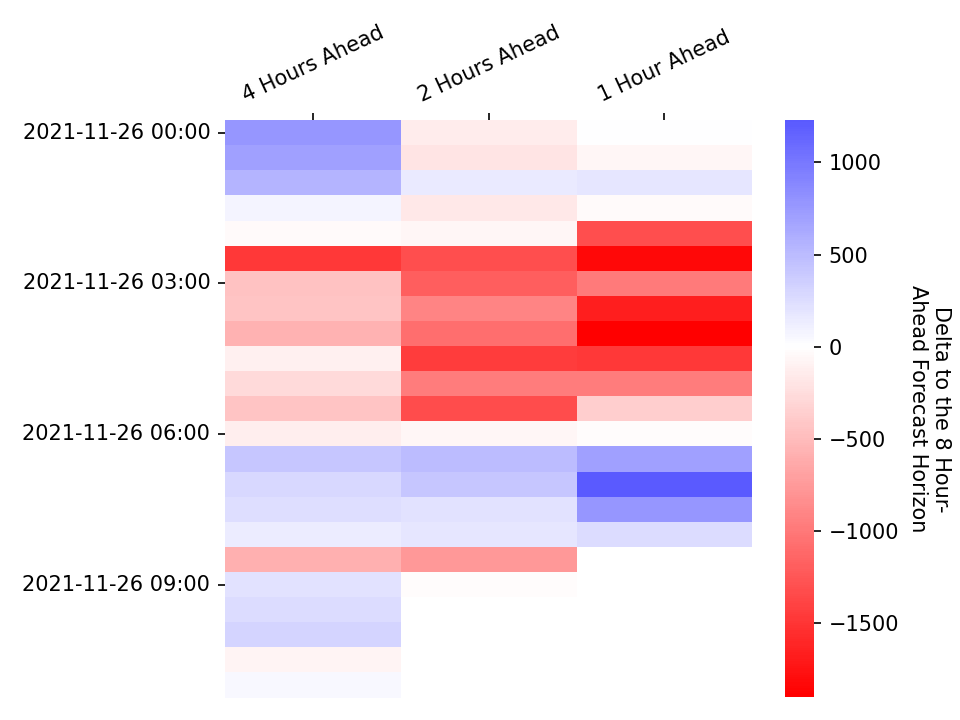 4 Hours Ahead
2 Hours Ahead
1 Hour Ahead
2021-11-26 00:00
2021-11-26 03:00
2021-11-26 06:00
2021-11-26 09:00
1000
500
0
−500
−1000
−1500
Delta to the 8 Hour-
Ahead Forecast Horizon